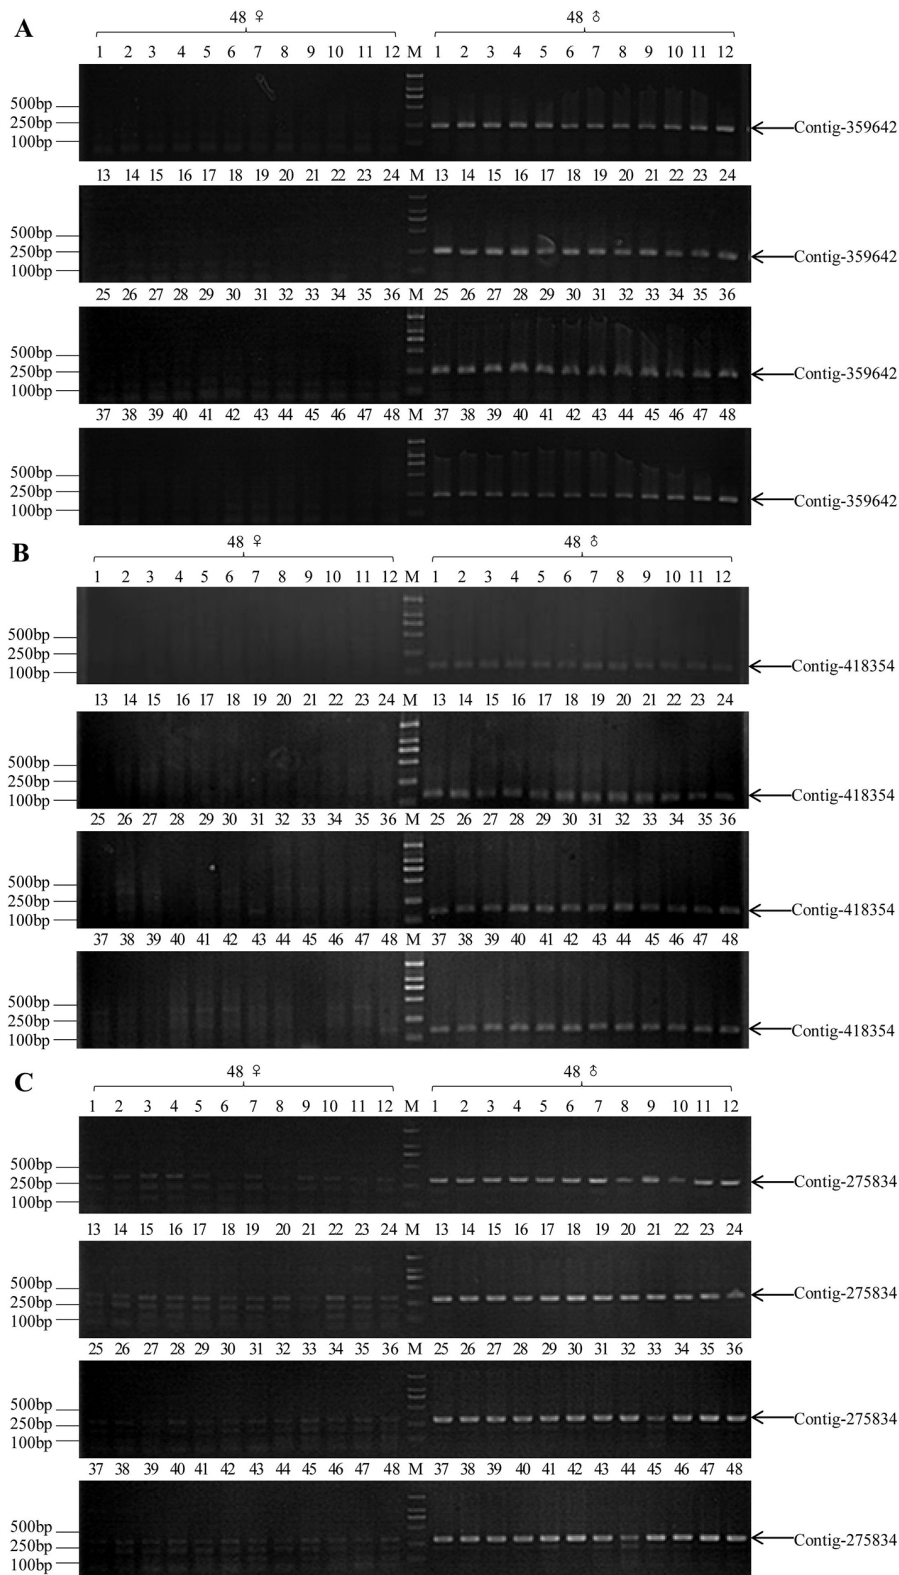 A
48 ♀ 48 ♂
1 2 3 4 5 6 7 8 9 10 11 12 M 1 2 3 4 5 6 7 8 9 10 11 12
500bp
250bp
100bp
Contig-359642
13 14 15 16 17 18 19 20 21 22 23 24 M 13 14 15 16 17 18 19 20 21 22 23 24
500bp
250bp
100bp
Contig-359642
25 26 27 28 29 30 31 32 33 34 35 36 M 25 26 27 28 29 30 31 32 33 34 35 36
500bp
250bp
100bp
Contig-359642
37 38 39 40 41 42 43 44 45 46 47 48 M 37 38 39 40 41 42 43 44 45 46 47 48
500bp
250bp
100bp
Contig-359642
B
48 ♀ 48 ♂
1 2 3 4 5 6 7 8 9 10 11 12 M 1 2 3 4 5 6 7 8 9 10 11 12
500bp
250bp
100bp
Contig-418354
13 14 15 16 17 18 19 20 21 22 23 24 M 13 14 15 16 17 18 19 20 21 22 23 24
500bp
250bp
100bp
Contig-418354
25 26 27 28 29 30 31 32 33 34 35 36 M 25 26 27 28 29 30 31 32 33 34 35 36
500bp
250bp
100bp
Contig-418354
37 38 39 40 41 42 43 44 45 46 47 48 M 37 38 39 40 41 42 43 44 45 46 47 48
500bp
250bp
100bp
Contig-418354
C
48 ♀ 48 ♂
1 2 3 4 5 6 7 8 9 10 11 12 M 1 2 3 4 5 6 7 8 9 10 11 12
500bp
250bp
100bp
Contig-275834
13 14 15 16 17 18 19 20 21 22 23 24 M 13 14 15 16 17 18 19 20 21 22 23 24
500bp
250bp
100bp
Contig-275834
25 26 27 28 29 30 31 32 33 34 35 36 M 25 26 27 28 29 30 31 32 33 34 35 36
500bp
250bp
100bp
Contig-275834
37 38 39 40 41 42 43 44 45 46 47 48 M 37 38 39 40 41 42 43 44 45 46 47 48
500bp
250bp
100bp
Contig-275834